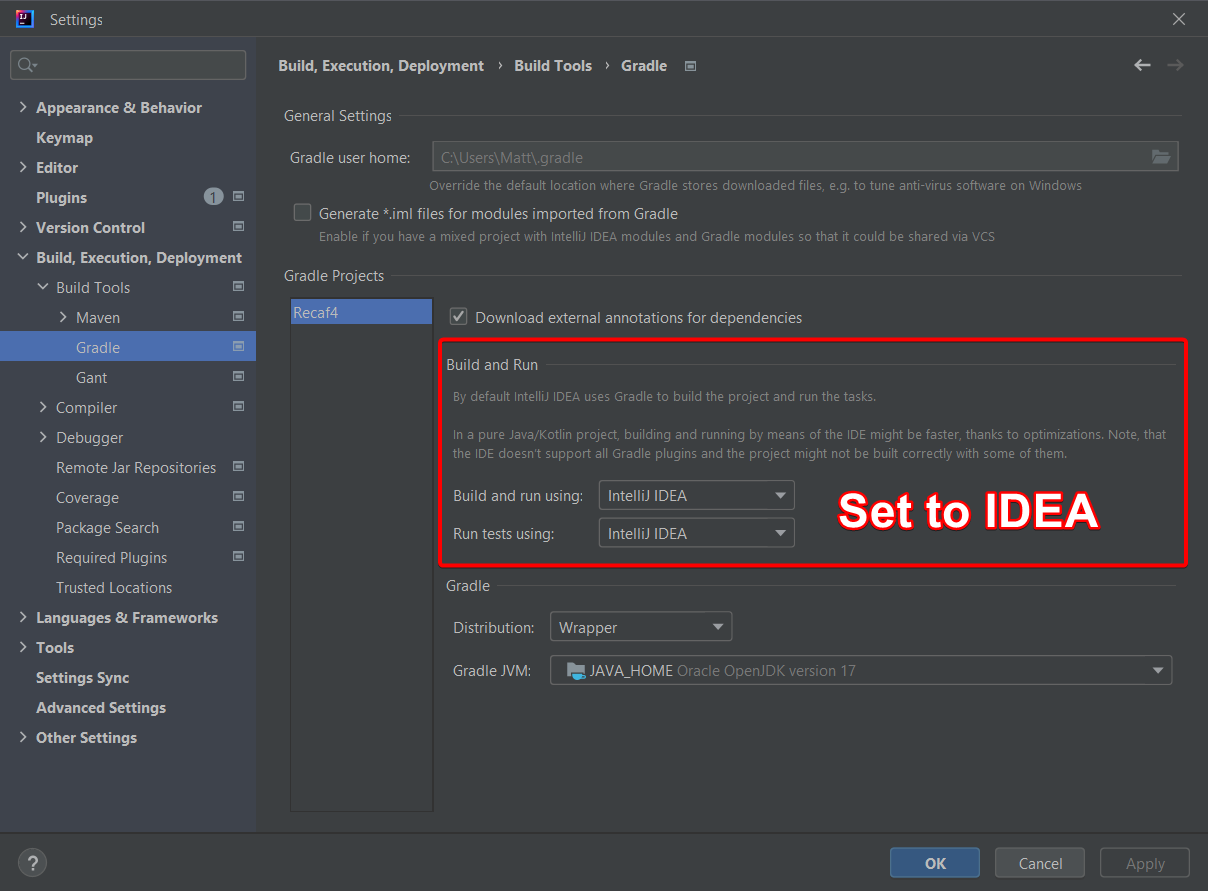 Settings
Build, Execution, Deployment › Build Tools › Gradle
Appearance & Behavior
Keymap
Editor
Plugins 1
Version Control
Build, Execution, Deployment
Build Tools
Maven
Gradle
Gant
Compiler
Debugger
Remote Jar Repositories
Coverage
Package Search
Required Plugins
Trusted Locations
Languages & Frameworks
Tools
Settings Sync
Advanced Settings
Other Settings
General Settings
Gradle user home: C:\Users\Matt\.gradle
Override the default location where Gradle stores downloaded files, e.g. to tune anti-virus software on Windows
Generate *.iml files for modules imported from Gradle
Enable if you have a mixed project with IntelliJ IDEA modules and Gradle modules so that it could be shared via VCS
Gradle Projects
Recaf4
Download external annotations for dependencies
Build and Run
By default IntelliJ IDEA uses Gradle to build the project and run the tasks.
In a pure Java/Kotlin project, building and running by means of the IDE might be faster, thanks to optimizations. Note, that
the IDE doesn't support all Gradle plugins and the project might not be built correctly with some of them.
Build and run using: IntelliJ IDEA
Run tests using: IntelliJ IDEA
Set to IDEA
Gradle
Distribution: Wrapper
Gradle JVM: JAVA_HOME Oracle OpenJDK version 17
?
OK
Cancel
Apply